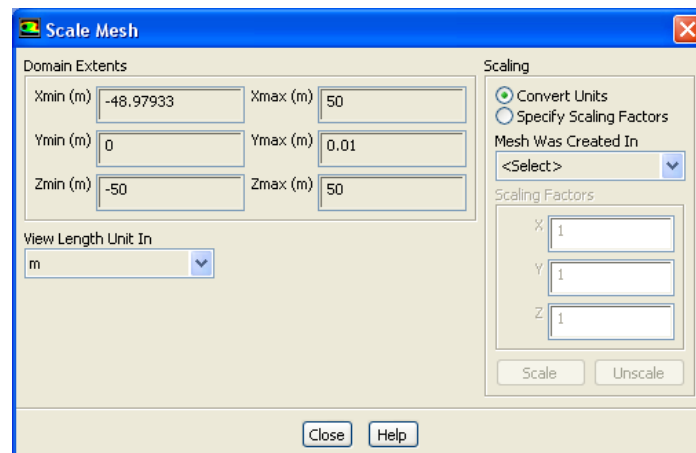 Scale Mesh
Domain Extents
Xmin (m) -48.97933 Xmax (m) 50
Ymin (m) 0 Ymax (m) 0.01
Zmin (m) -50 Zmax (m) 50
View Length Unit In
m
Scaling
Convert Units
Specify Scaling Factors
Mesh Was Created In
<Select>
Scaling Factors
X 1
Y 1
Z 1
Scale Unscale
Close Help